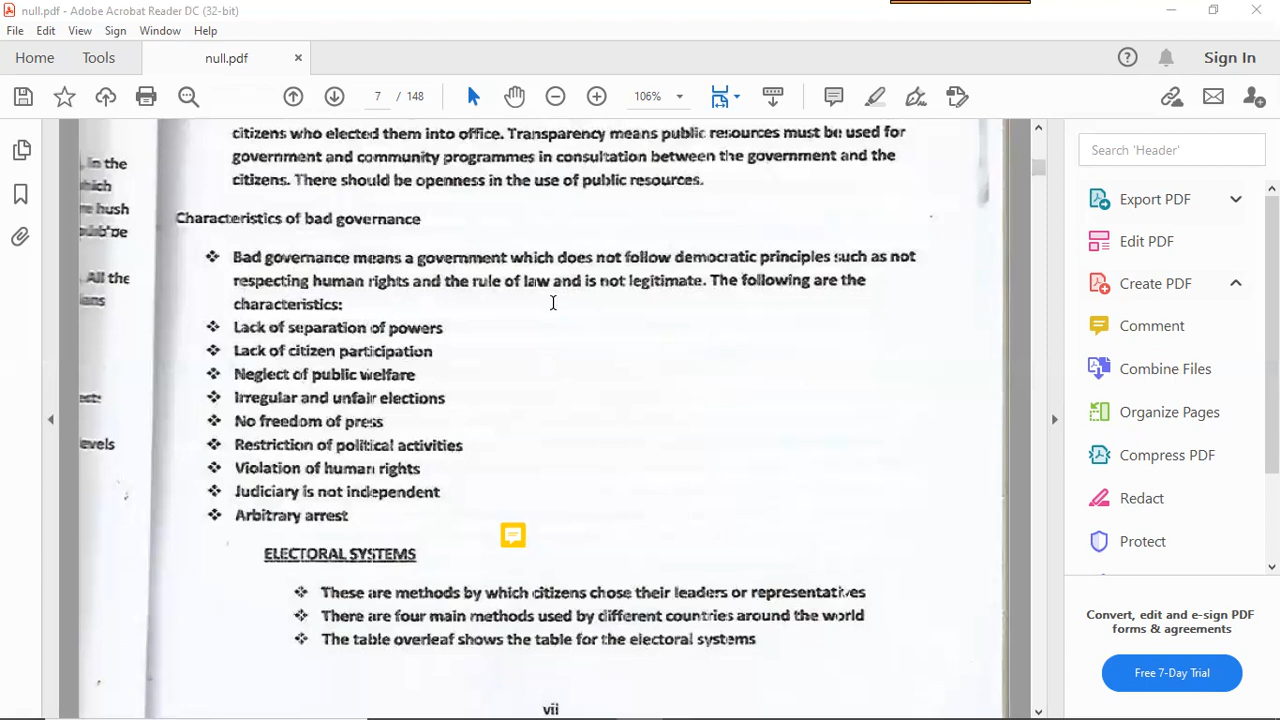 null.pdf - Adobe Acrobat Reader DC (32-bit)
File Edit View Sign Window Help
Home Tools null.pdf × Sign In
7 / 148 106%
citizens who elected them into office. Transparency means public resources must be used for
government and community programmes in consultation between the government and the
citizens. There should be openness in the use of public resources.
Characteristics of bad governance
❖ Bad governance means a government which does not follow democratic principles such as not
respecting human rights and the rule of law and is not legitimate. The following are the
characteristics:
❖ Lack of separation of powers
❖ Lack of citizen participation
❖ Neglect of public welfare
❖ Irregular and unfair elections
❖ No freedom of press
❖ Restriction of political activities
❖ Violation of human rights
❖ Judiciary is not independent
❖ Arbitrary arrest
ELECTORAL SYSTEMS
❖ These are methods by which citizens chose their leaders or representatives
❖ There are four main methods used by different countries around the world
❖ The table overleaf shows the table for the electoral systems
vii
in the
hush
All the
evels
Search 'Header'
Export PDF
Edit PDF
Create PDF
Comment
Combine Files
Organize Pages
Compress PDF
Redact
Protect
Convert, edit and e-sign PDF
forms & agreements
Free 7-Day Trial